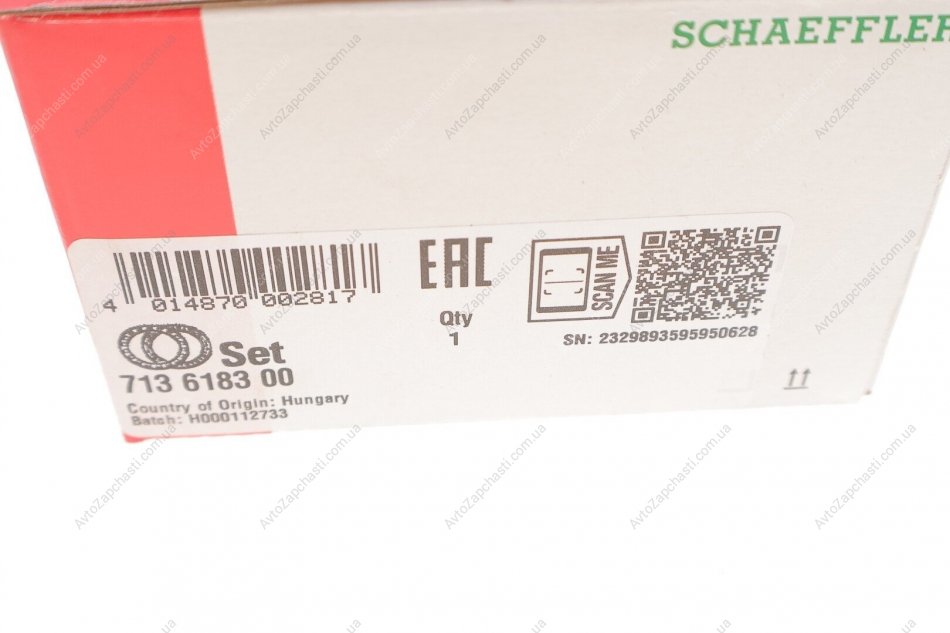 SCHAEFFLER
4 014870 002817
EAC
Qty
1
SCAN ME
SN: 2329893595950628
Set
713 6183 00
Country of Origin: Hungary
Batch: H000112733
AvtoZapchasti.com.ua